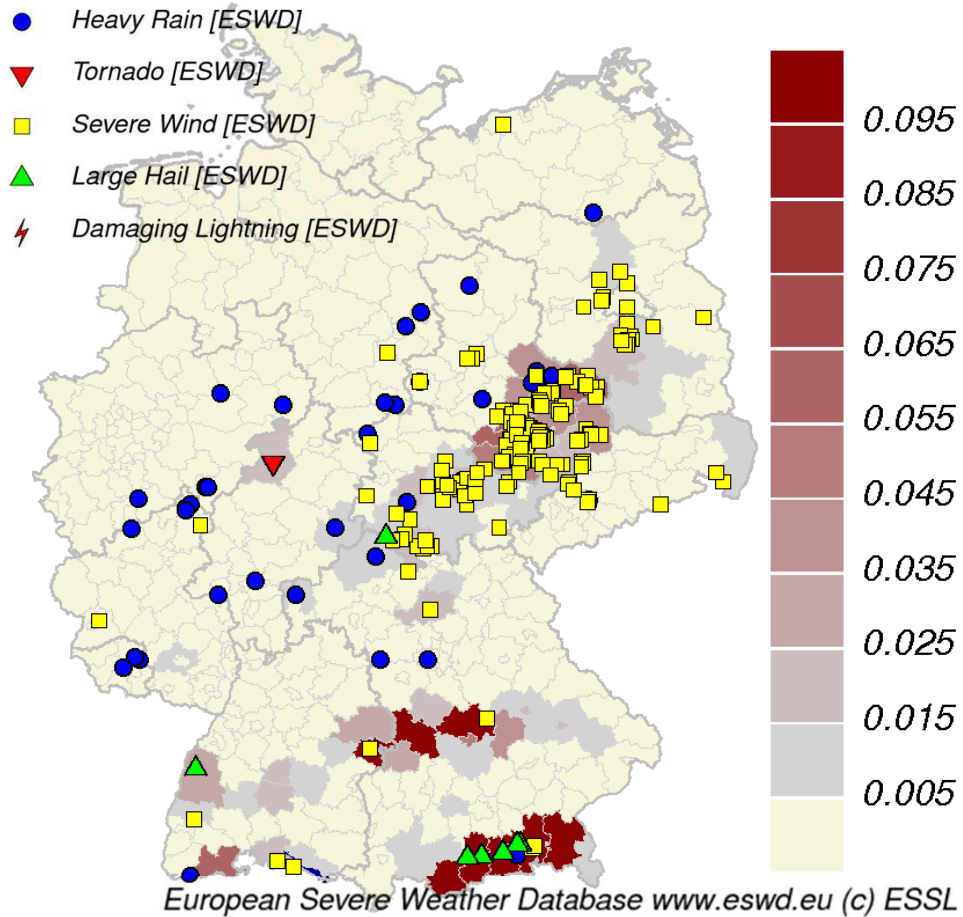 Heavy Rain [ESWD]
Tornado [ESWD]
Severe Wind [ESWD]
Large Hail [ESWD]
Damaging Lightning [ESWD]
0.095
0.085
0.075
0.065
0.055
0.045
0.035
0.025
0.015
0.005
European Severe Weather Database www.eswd.eu (c) ESSL